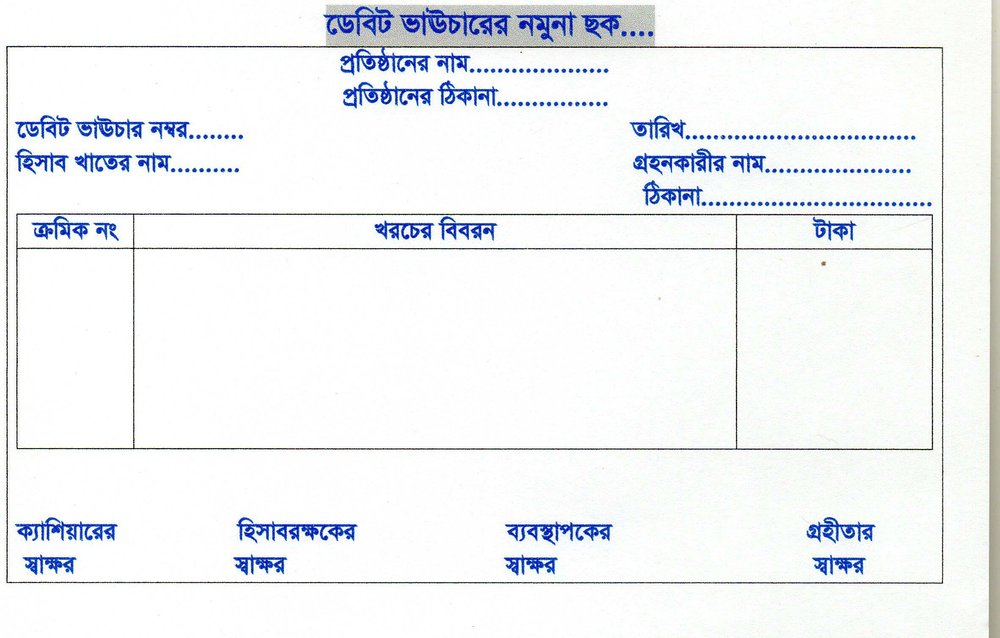 ডেবিট ভাউচারের নমুনা ছক....
প্রতিষ্ঠানের নাম....................
প্রতিষ্ঠানের ঠিকানা................
ডেবিট ভাউচার নম্বর........ তারিখ.................................
হিসাব খাতের নাম.......... গ্রহনকারীর নাম.....................
ঠিকানা.................................
ক্রমিক নং খরচের বিবরন টাকা
ক্যাশিয়ারের হিসাবরক্ষকের ব্যবস্থাপকের গ্রহীতার
স্বাক্ষর স্বাক্ষর স্বাক্ষর স্বাক্ষর